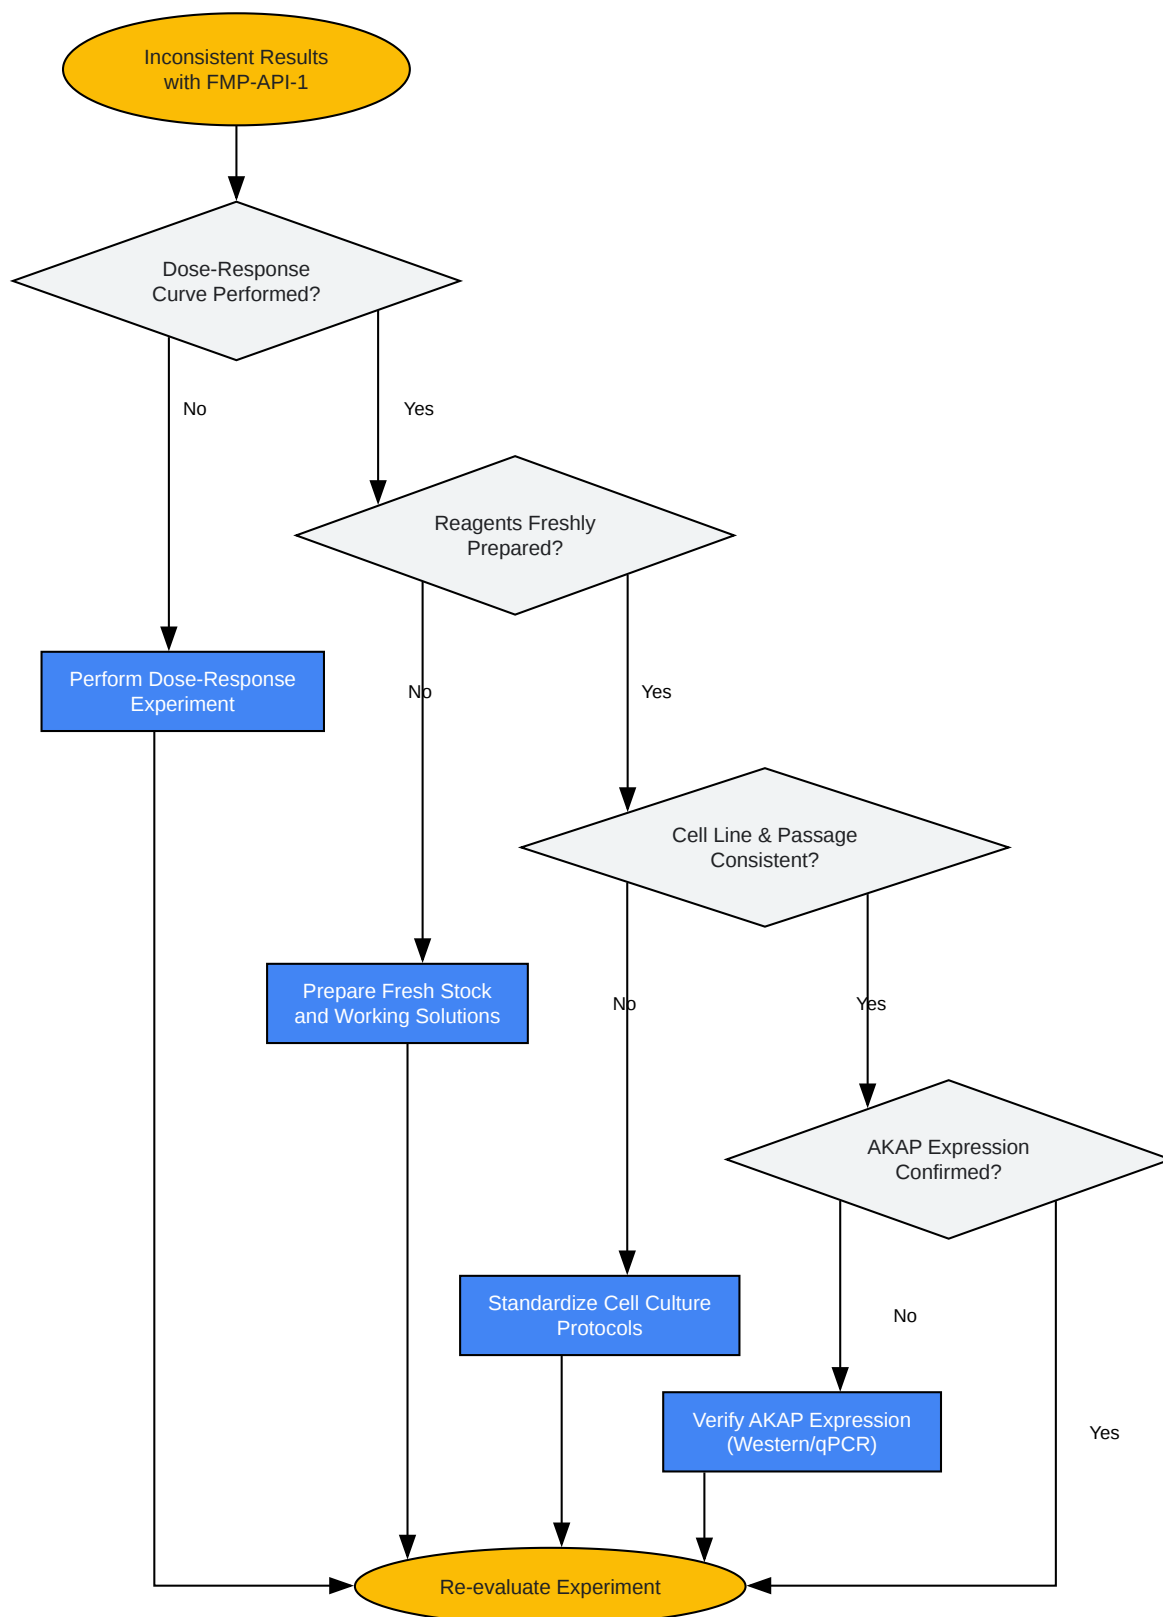 Inconsistent Results
with FMP-API-1
Dose-Response
Curve Performed?
No
Yes
Reagents Freshly
Prepared?
Perform Dose-Response
Experiment
No
Yes
Cell Line & Passage
Consistent?
Prepare Fresh Stock
and Working Solutions
No
Yes
AKAP Expression
Confirmed?
Standardize Cell Culture
Protocols
No
Verify AKAP Expression
(Western/qPCR)
Yes
Re-evaluate Experiment